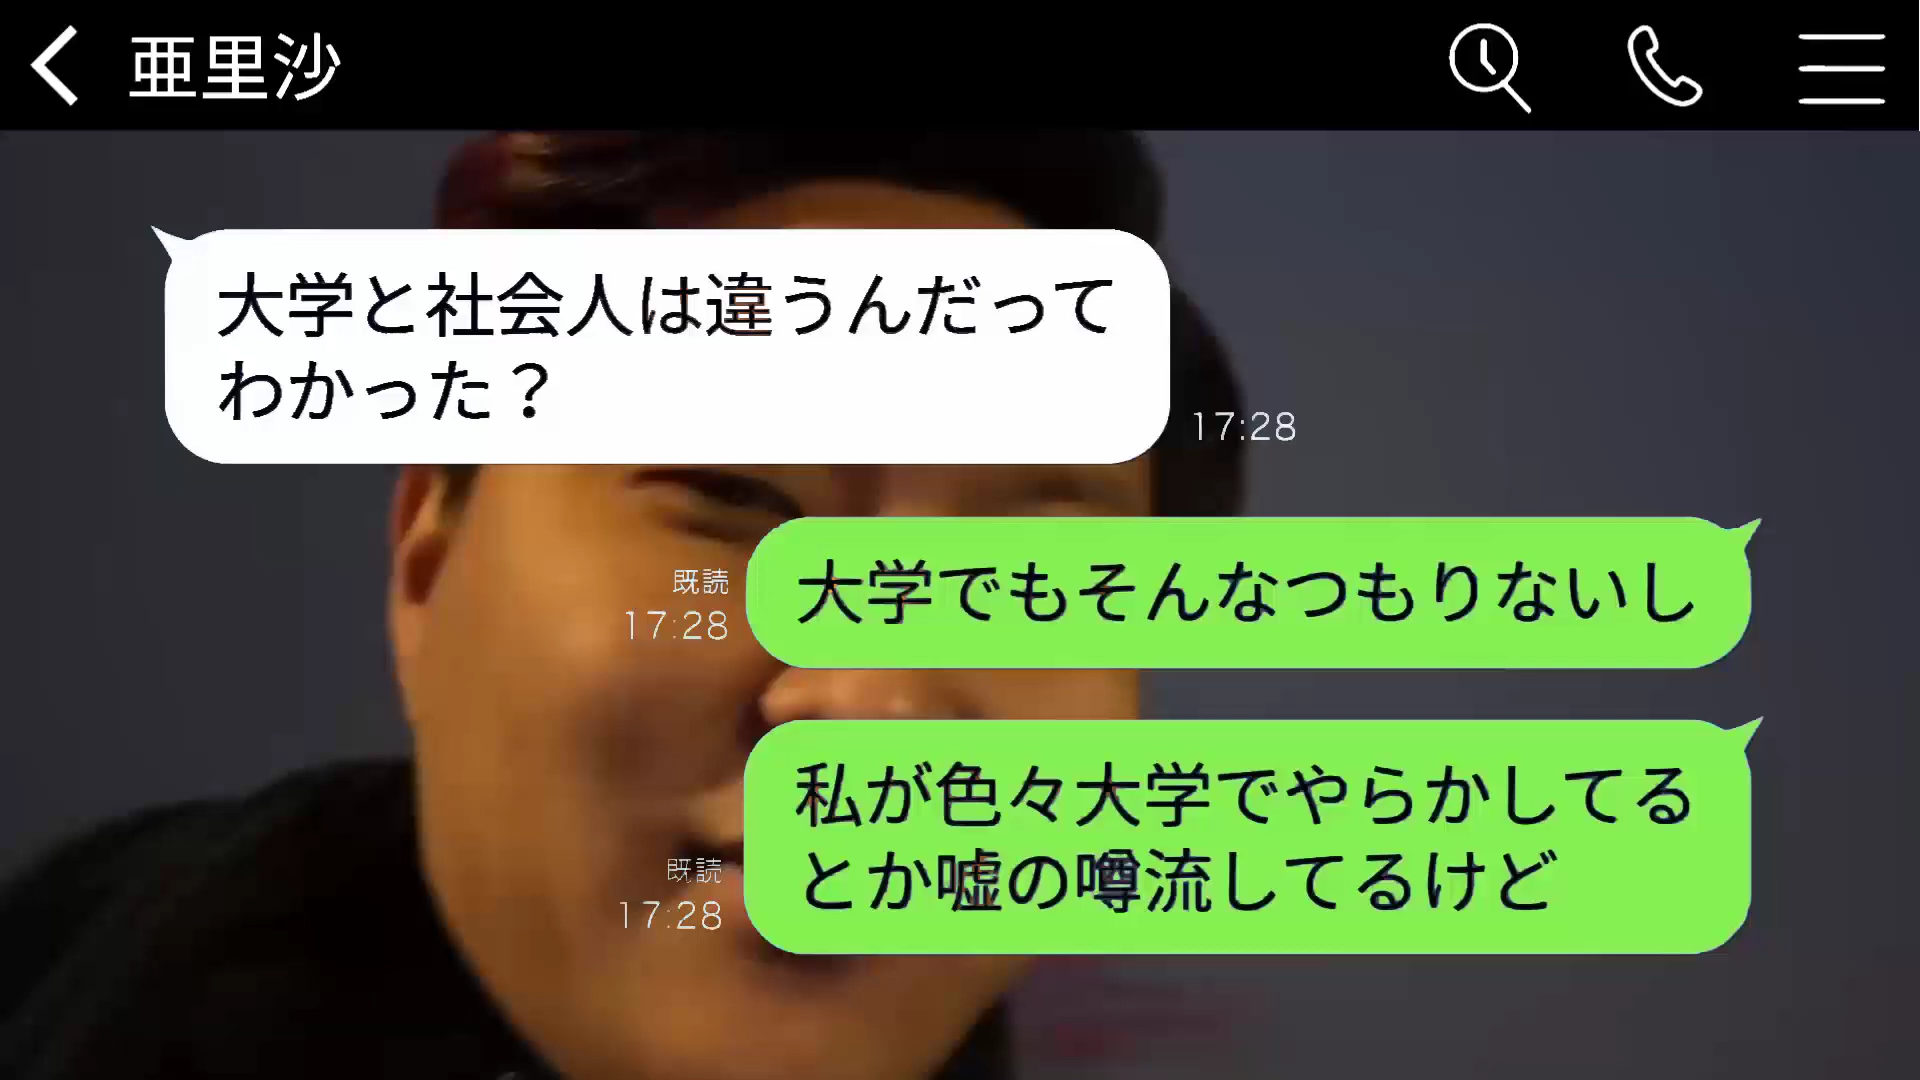 亜里沙
大学と社会人は違うんだって
わかった？
17:28
大学でもそんなつもりないし
既読
17:28
私が色々大学でやらかしてる
とか嘘の噂流してるけど
既読
17:28